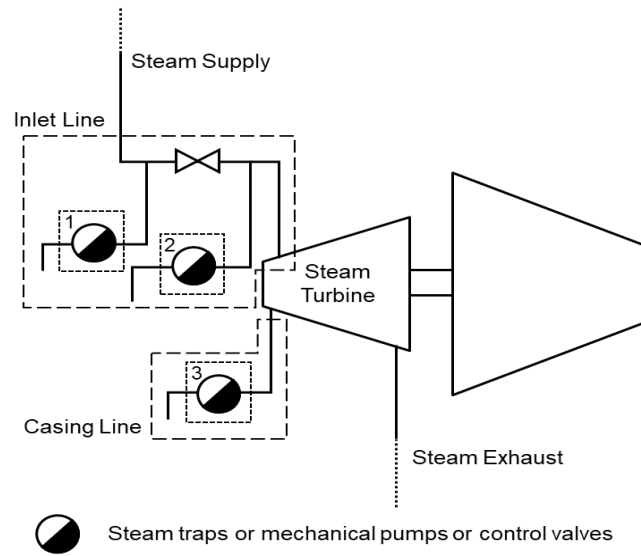 Steam Supply
Inlet Line
1
2
Steam
Turbine
3
Casing Line
Steam Exhaust
Steam traps or mechanical pumps or control valves